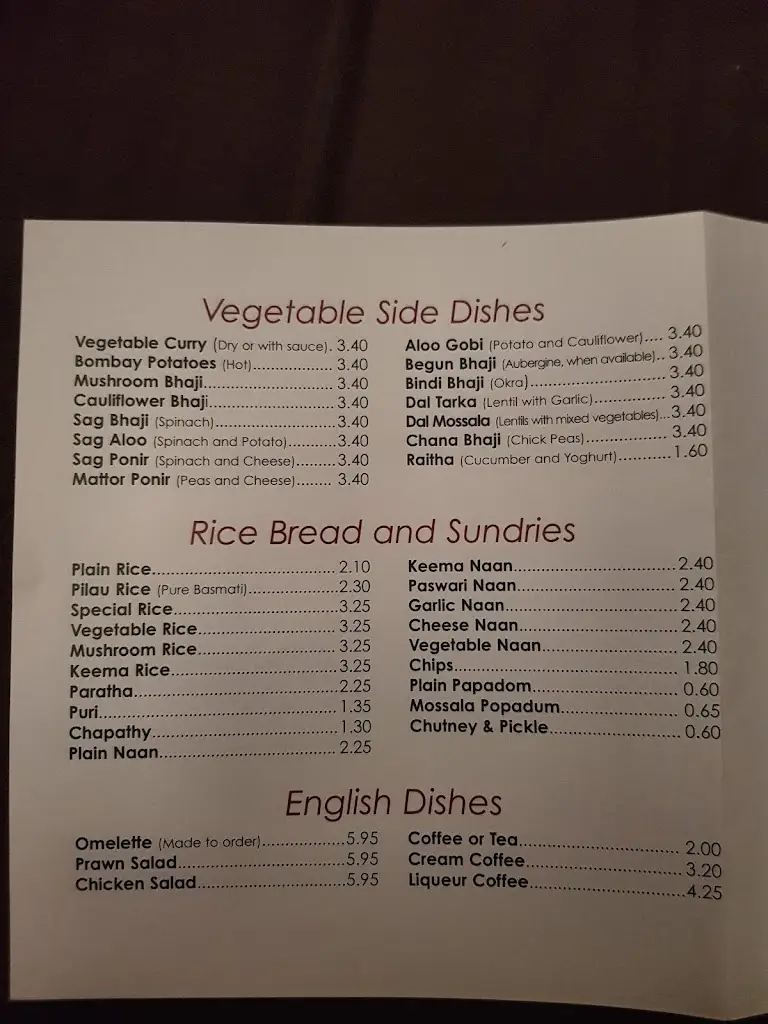 Vegetable Side Dishes
Vegetable Curry (Dry or with sauce). 3.40
Bombay Potatoes (Hot).................. 3.40
Mushroom Bhaji.............................3.40
Cauliflower Bhaji............................3.40
Sag Bhaji (Spinach)..........................3.40
Sag Aloo (Spinach and Potato)..........3.40
Sag Ponir (Spinach and Cheese).........3.40
Mattor Ponir (Peas and Cheese)........ 3.40
Aloo Gobi (Potato and Cauliflower).... 3.40
Begun Bhaji (Aubergine, when available).. 3.40
Bindi Bhaji (Okra)............................. 3.40
Dal Tarka (Lentil with Garlic)............... 3.40
Dal Mossala (Lentils with mixed vegetables)...3.40
Chana Bhaji (Chick Peas)................. 3.40
Raitha (Cucumber and Yoghurt)...........1.60
Rice Bread and Sundries
Plain Rice........................................2.10
Pilau Rice (Pure Basmati)....................2.30
Special Rice....................................3.25
Vegetable Rice...............................3.25
Mushroom Rice...............................3.25
Keema Rice....................................3.25
Paratha..........................................2.25
Puri.................................................1.35
Chapathy........................................1.30
Plain Naan......................................2.25
Keema Naan....................................2.40
Paswari Naan...................................2.40
Garlic Naan.....................................2.40
Cheese Naan...................................2.40
Vegetable Naan...............................2.40
Chips...............................................1.80
Plain Papadom................................. 0.60
Mossala Popadum........................... 0.65
Chutney & Pickle............................. 0.60
English Dishes
Omelette (Made to order)..................5.95
Prawn Salad....................................5.95
Chicken Salad.................................5.95
Coffee or Tea................................... 2.00
Cream Coffee.................................. 3.20
Liqueur Coffee.................................4.25